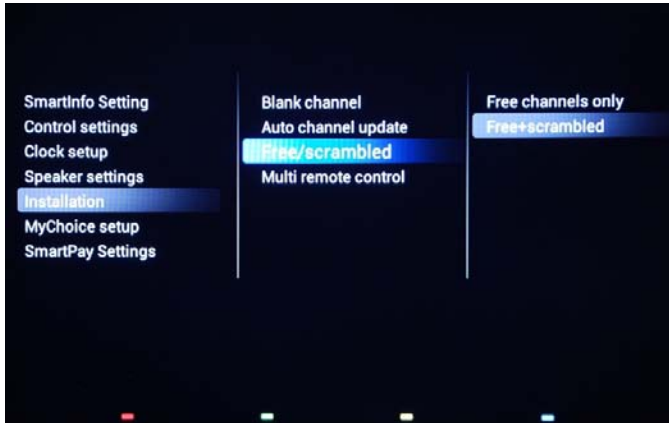 SmartInfo Setting
Control settings
Clock setup
Speaker settings
Installation
MyChoice setup
SmartPay Settings
Blank channel
Auto channel update
Free/scrambled
Multi remote control
Free channels only
Free+scrambled